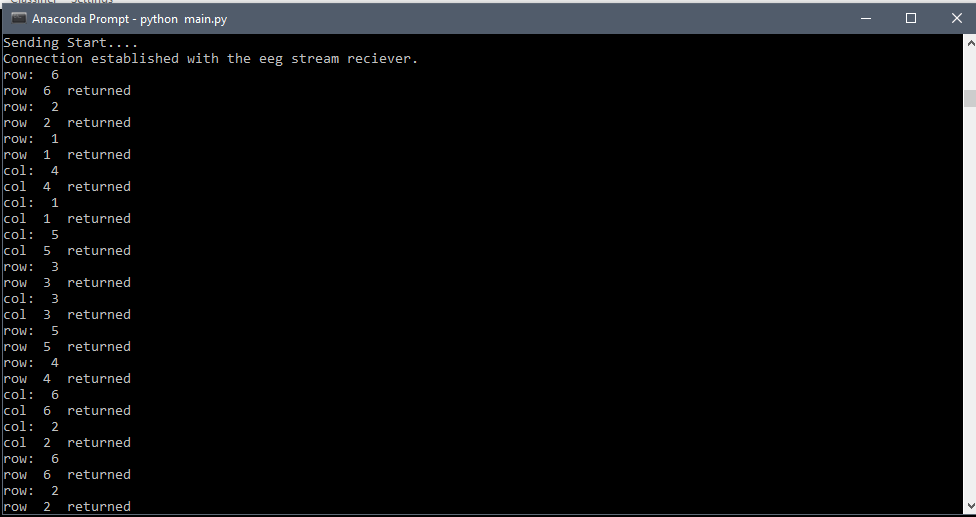 Anaconda Prompt - python  main.py
Sending Start....
Connection established with the eeg stream reciever.
row:  6
row  6  returned
row:  2
row  2  returned
row:  1
row  1  returned
col:  4
col  4  returned
col:  1
col  1  returned
col:  5
col  5  returned
row:  3
row  3  returned
col:  3
col  3  returned
row:  5
row  5  returned
row:  4
row  4  returned
col:  6
col  6  returned
col:  2
col  2  returned
row:  6
row  6  returned
row:  2
row  2  returned